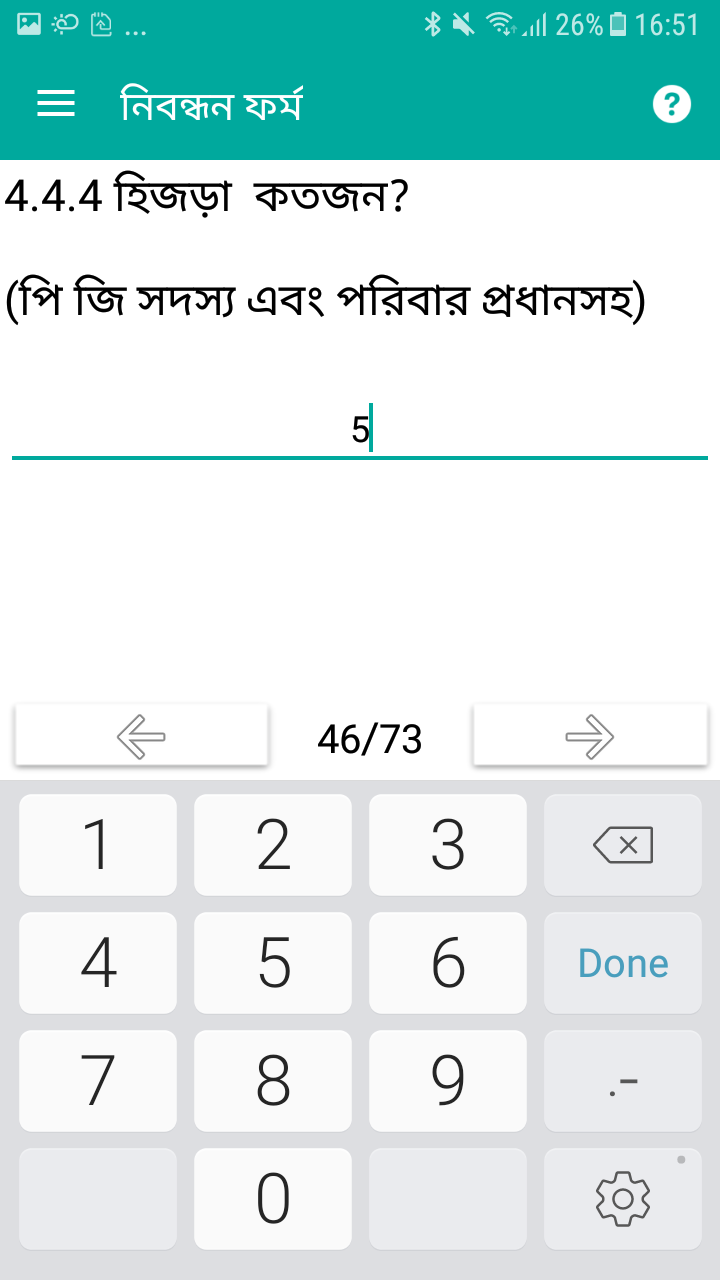 ... 26% 16:51
নিবন্ধন ফর্ম ?
4.4.4 হিজড়া কতজন?
(পি জি সদস্য এবং পরিবার প্রধানসহ)
5
46/73
1 2 3
4 5 6 Done
7 8 9 .-
0